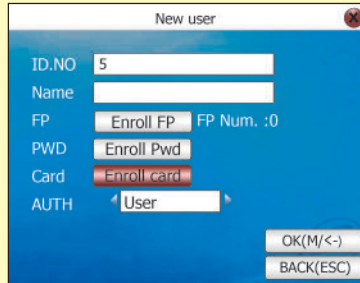 New user
ID.NO 5
Name
FP Enroll FP FP Num. :0
PWD Enroll Pwd
Card Enroll card
AUTH User
OK(M/<-)
BACK(ESC)